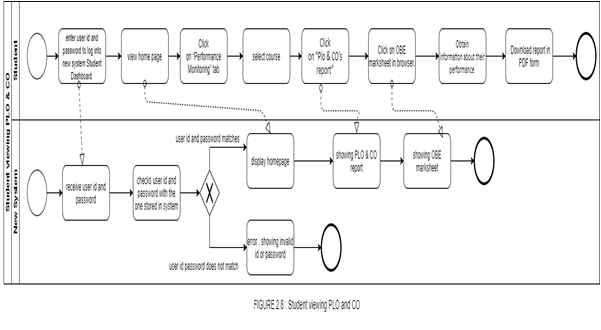 Student viewing PLO & CO
Student
enter user id and
password to log into
new system Student
Dashboard
view home page
Click
on "Performance
Monitoring" tab
select course
Click
on "Plo & CO's
report"
Click on OBE
marksheet in browser.
Obtain
information about their
performance
Download report in
PDF form
New System
receive user id and
password
checks user id and
password with the
one stored in system
X
user id and password matches
display homepage
showing PLO & CO
report
showing OBE
marksheet
user id password does not match
error . showing invalid
id or password
FIGURE 2.8 : Student viewing PLO and CO